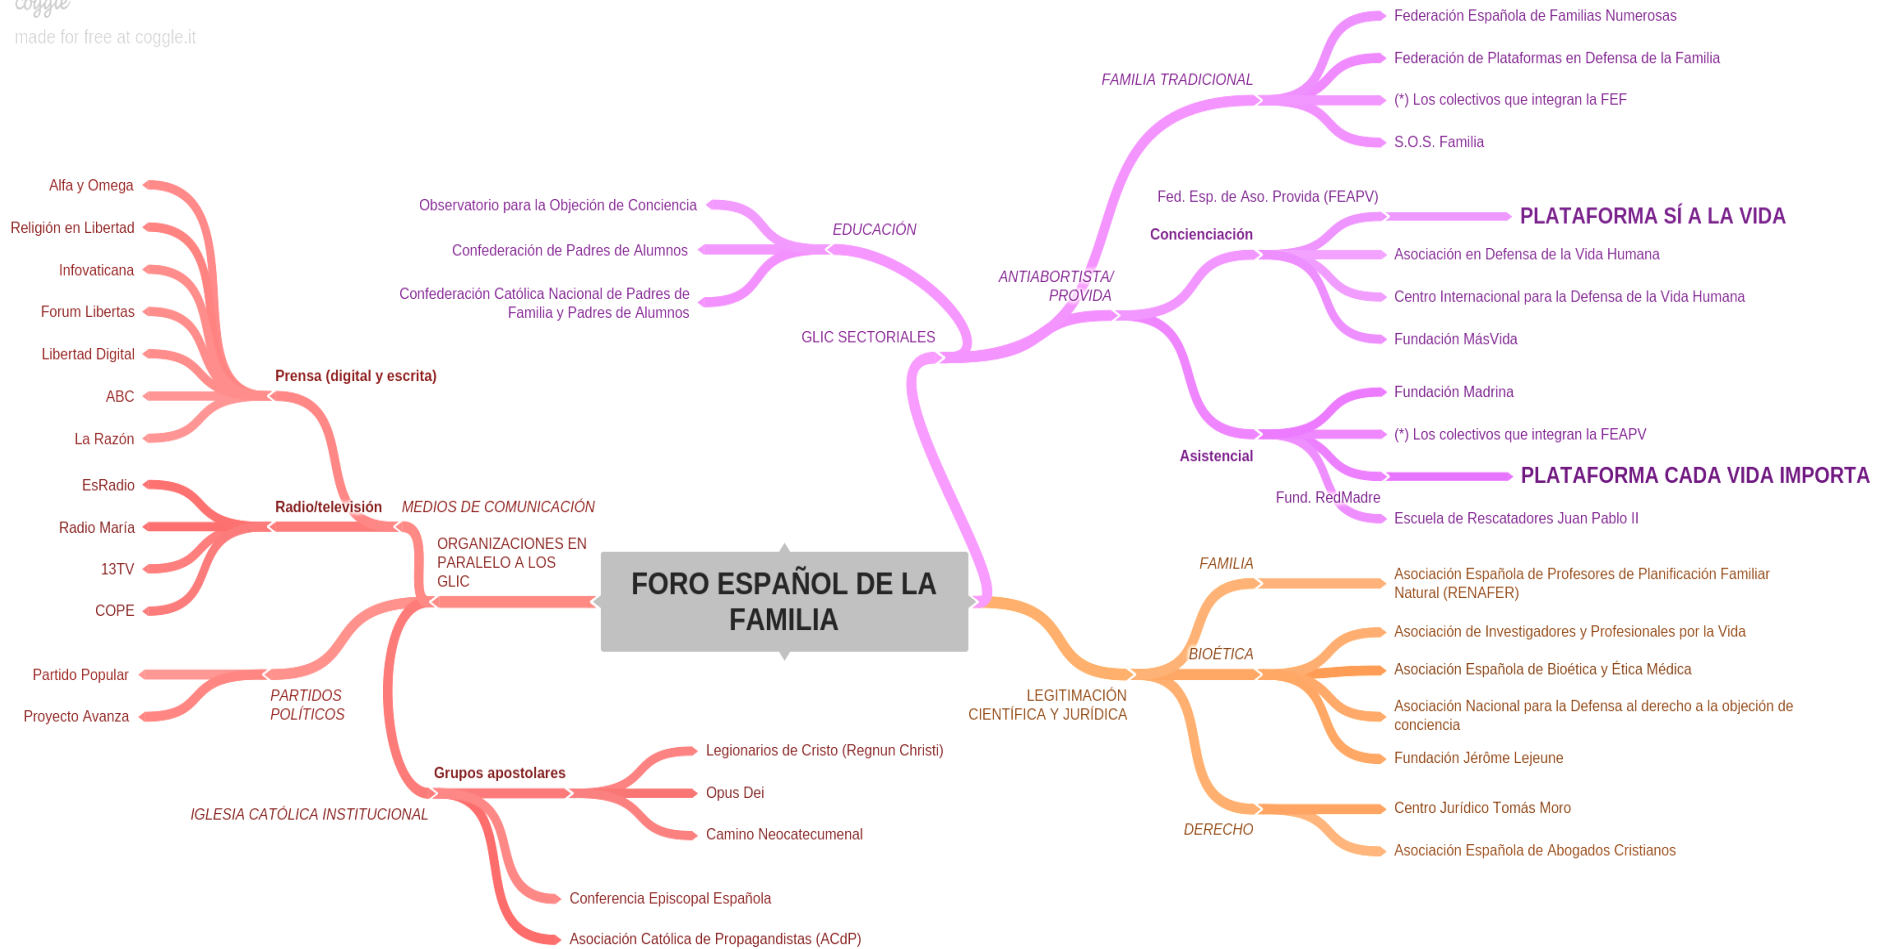 coggle
made for free at coggle.it
Federación Española de Familias Numerosas
Federación de Plataformas en Defensa de la Familia
FAMILIA TRADICIONAL
(*) Los colectivos que integran la FEF
S.O.S. Familia
Fed. Esp. de Aso. Provida (FEAPV)
PLATAFORMA SÍ A LA VIDA
Concienciación
Asociación en Defensa de la Vida Humana
ANTIABORTISTA/
PROVIDA
Centro Internacional para la Defensa de la Vida Humana
Fundación MásVida
Fundación Madrina
(*) Los colectivos que integran la FEAPV
Asistencial
PLATAFORMA CADA VIDA IMPORTA
Fund. RedMadre
Escuela de Rescatadores Juan Pablo II
Observatorio para la Objeción de Conciencia
EDUCACIÓN
Confederación de Padres de Alumnos
Confederación Católica Nacional de Padres de
Familia y Padres de Alumnos
GLIC SECTORIALES
Alfa y Omega
Religión en Libertad
Infovaticana
Forum Libertas
Libertad Digital
Prensa (digital y escrita)
ABC
La Razón
EsRadio
Radio/televisión
MEDIOS DE COMUNICACIÓN
Radio María
13TV
COPE
ORGANIZACIONES EN
PARALELO A LOS
GLIC
FORO ESPAÑOL DE LA
FAMILIA
Partido Popular
PARTIDOS
POLÍTICOS
Proyecto Avanza
Grupos apostolares
Legionarios de Cristo (Regnun Christi)
Opus Dei
IGLESIA CATÓLICA INSTITUCIONAL
Camino Neocatecumenal
Conferencia Episcopal Española
Asociación Católica de Propagandistas (ACdP)
FAMILIA
Asociación Española de Profesores de Planificación Familiar
Natural (RENAFER)
Asociación de Investigadores y Profesionales por la Vida
BIOÉTICA
Asociación Española de Bioética y Ética Médica
LEGITIMACIÓN
CIENTÍFICA Y JURÍDICA
Asociación Nacional para la Defensa al derecho a la objeción de
conciencia
Fundación Jérôme Lejeune
Centro Jurídico Tomás Moro
DERECHO
Asociación Española de Abogados Cristianos